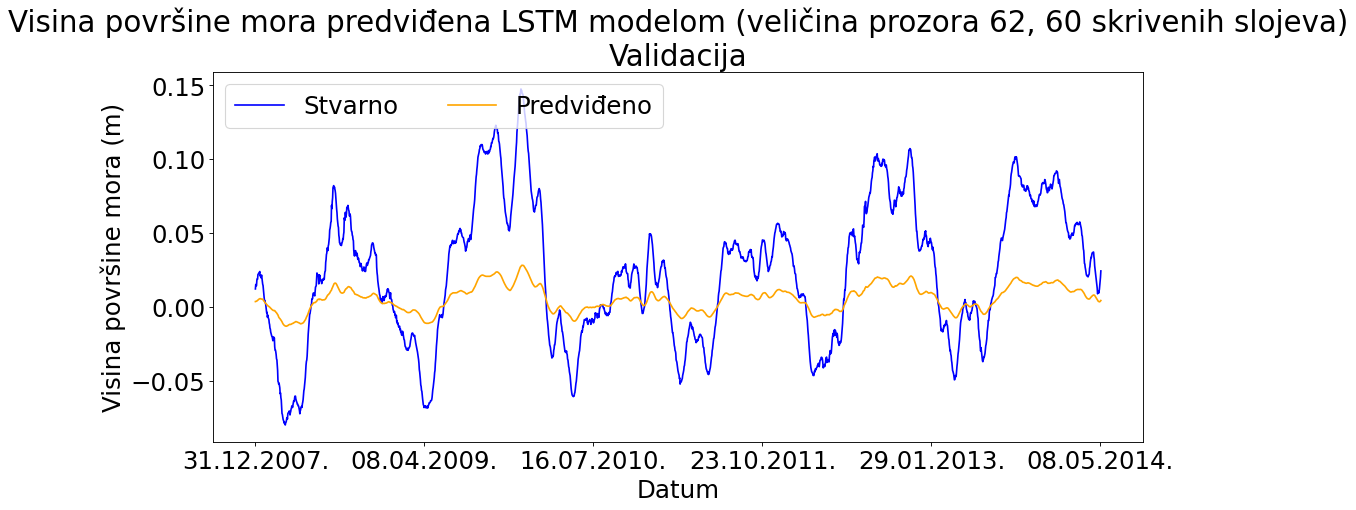 Visina površine mora predviđena LSTM modelom (veličina prozora 62, 60 skrivenih slojeva)
Validacija
Stvarno Predviđeno
Visina površine mora (m)
0.15
0.10
0.05
0.00
−0.05
31.12.2007. 08.04.2009. 16.07.2010. 23.10.2011. 29.01.2013. 08.05.2014.
Datum